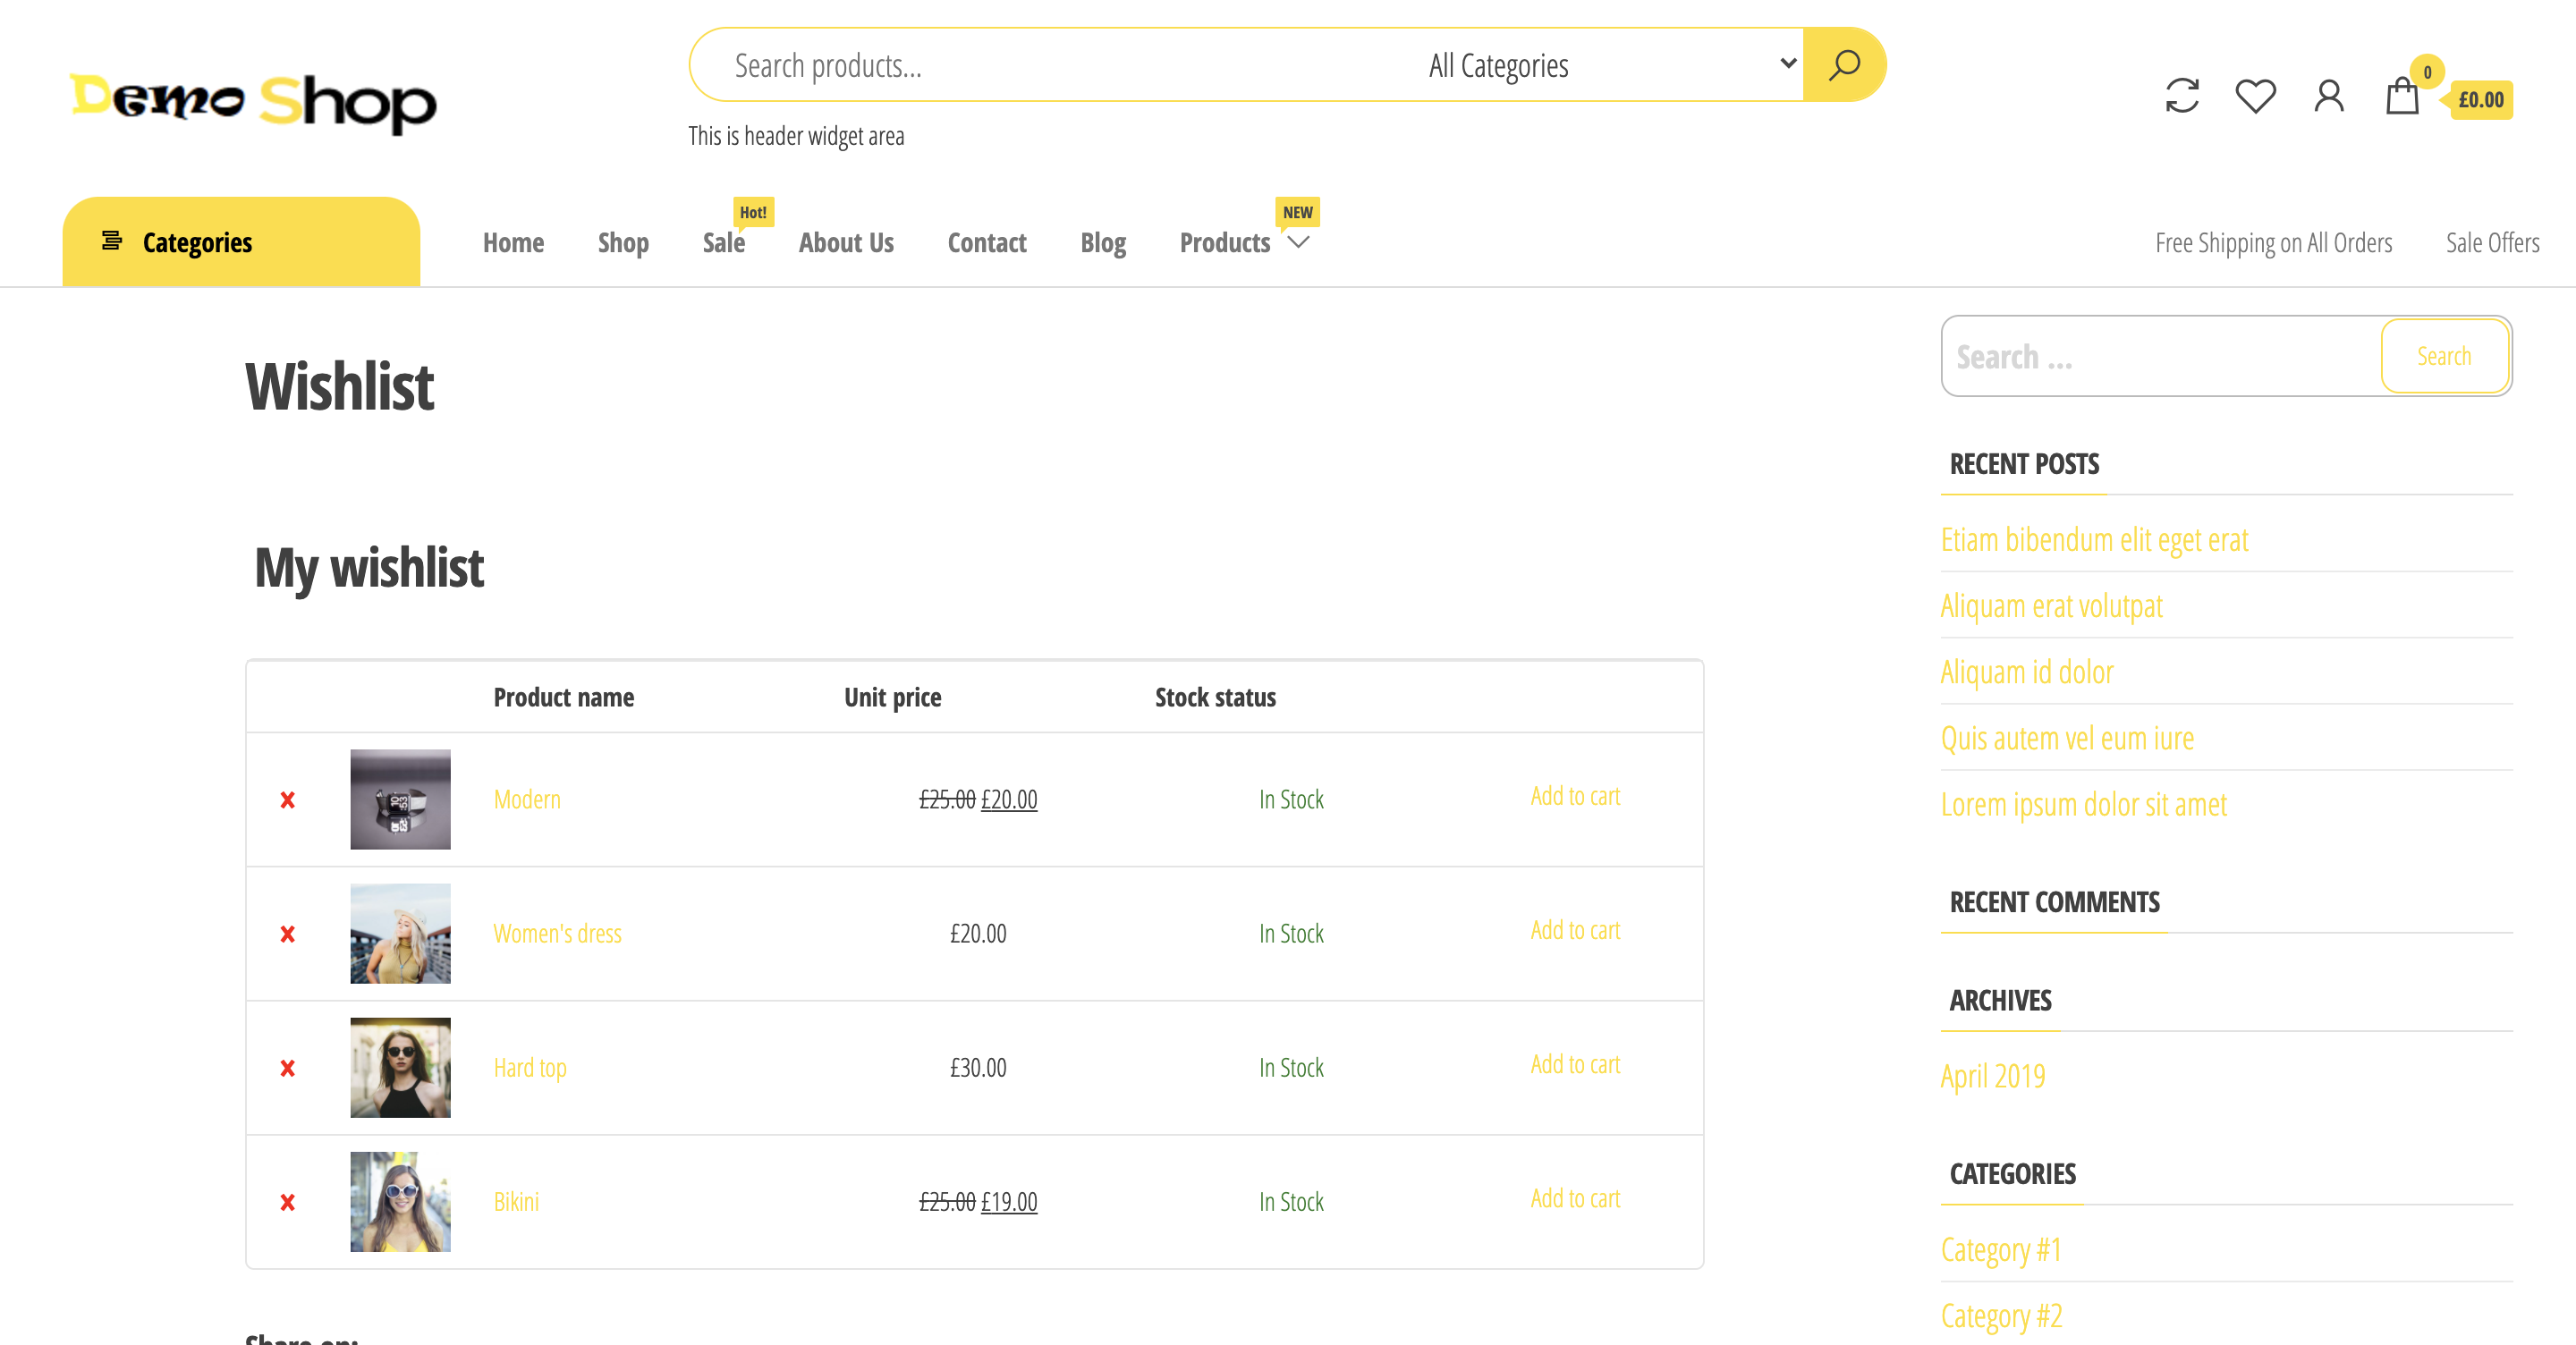 Demo Shop
Search products...
All Categories
0
£0.00
This is header widget area
Hot!
NEW
Categories
Home
Shop
Sale
About Us
Contact
Blog
Products
Free Shipping on All Orders
Sale Offers
Wishlist
My wishlist
Product name Unit price Stock status
Modern £25.00 £20.00 In Stock Add to cart
Women's dress £20.00 In Stock Add to cart
Hard top £30.00 In Stock Add to cart
Bikini £25.00 £19.00 In Stock Add to cart
Share on:
Search ...
Search
RECENT POSTS
Etiam bibendum elit eget erat
Aliquam erat volutpat
Aliquam id dolor
Quis autem vel eum iure
Lorem ipsum dolor sit amet
RECENT COMMENTS
ARCHIVES
April 2019
CATEGORIES
Category #1
Category #2